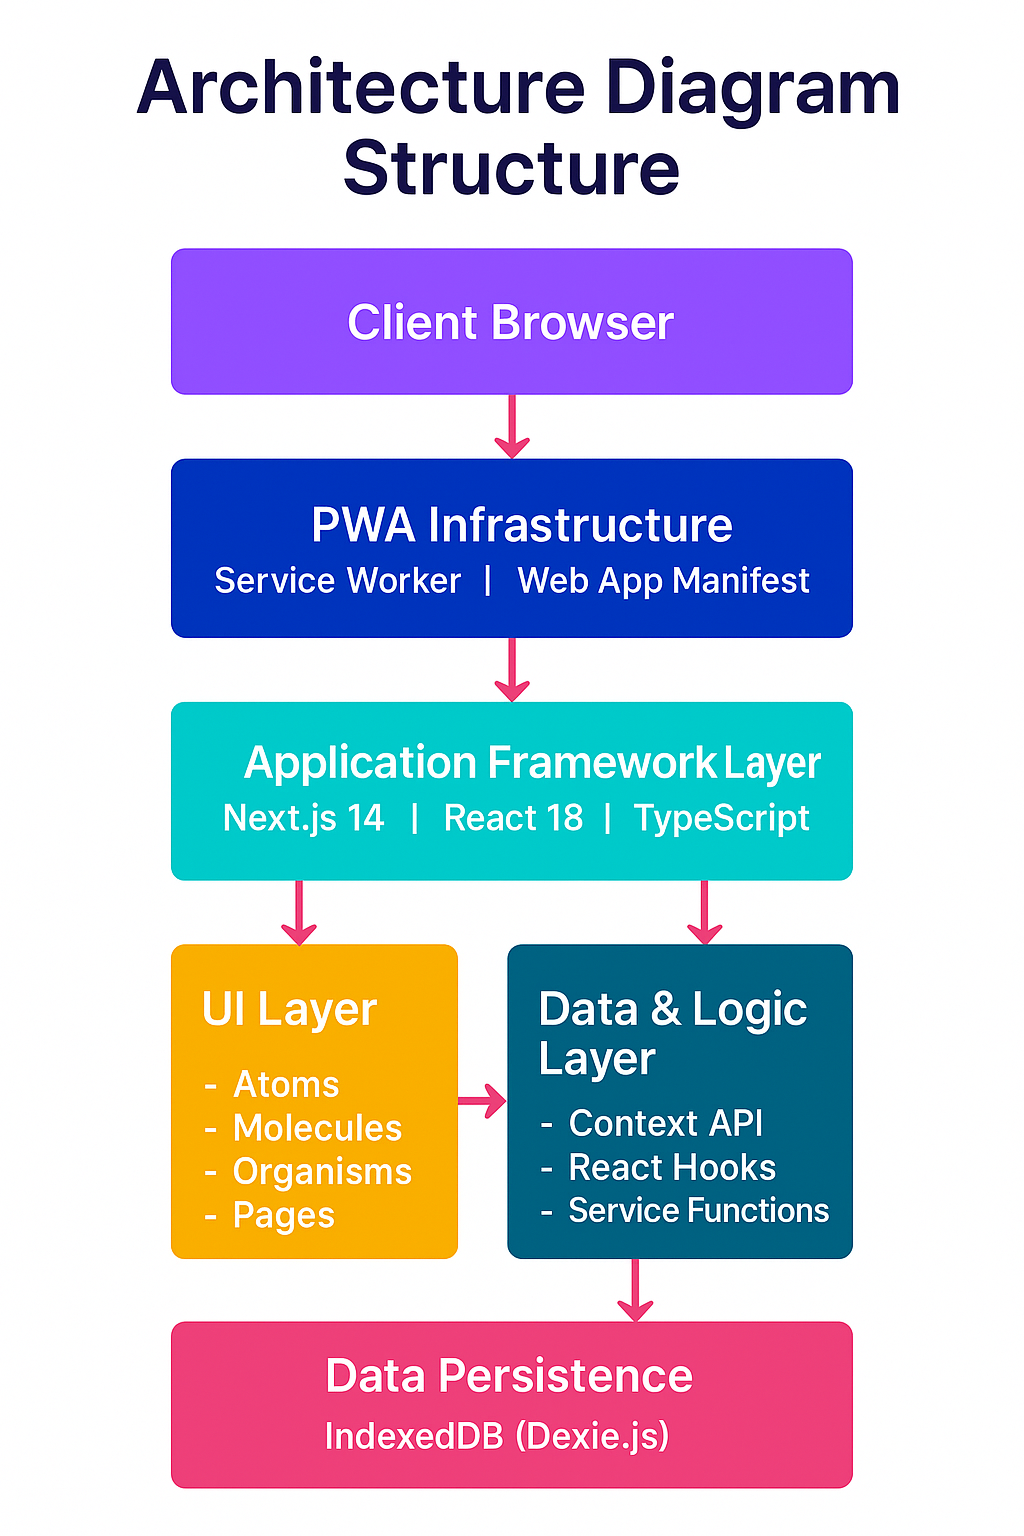 Architecture Diagram
Structure
Client Browser
PWA Infrastructure
Service Worker | Web App Manifest
Application Framework Layer
Next.js 14 | React 18 | TypeScript
UI Layer
- Atoms
- Molecules
- Organisms
- Pages
Data & Logic
Layer
- Context API
- React Hooks
- Service Functions
Data Persistence
IndexedDB (Dexie.js)